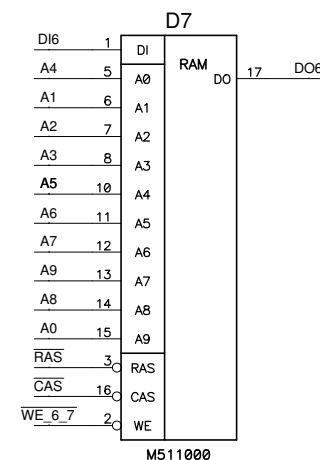 D7
DI6 1 DI
RAM
A4 5 A0
DO 17 DO6
A1 6 A1
A2 7 A2
A3 8 A3
A5 10 A4
A6 11 A5
A7 12 A6
A9 13 A7
A8 14 A8
A0 15 A9
RAS 3 RAS
CAS 16 CAS
WE_6_7 2 WE
M511000